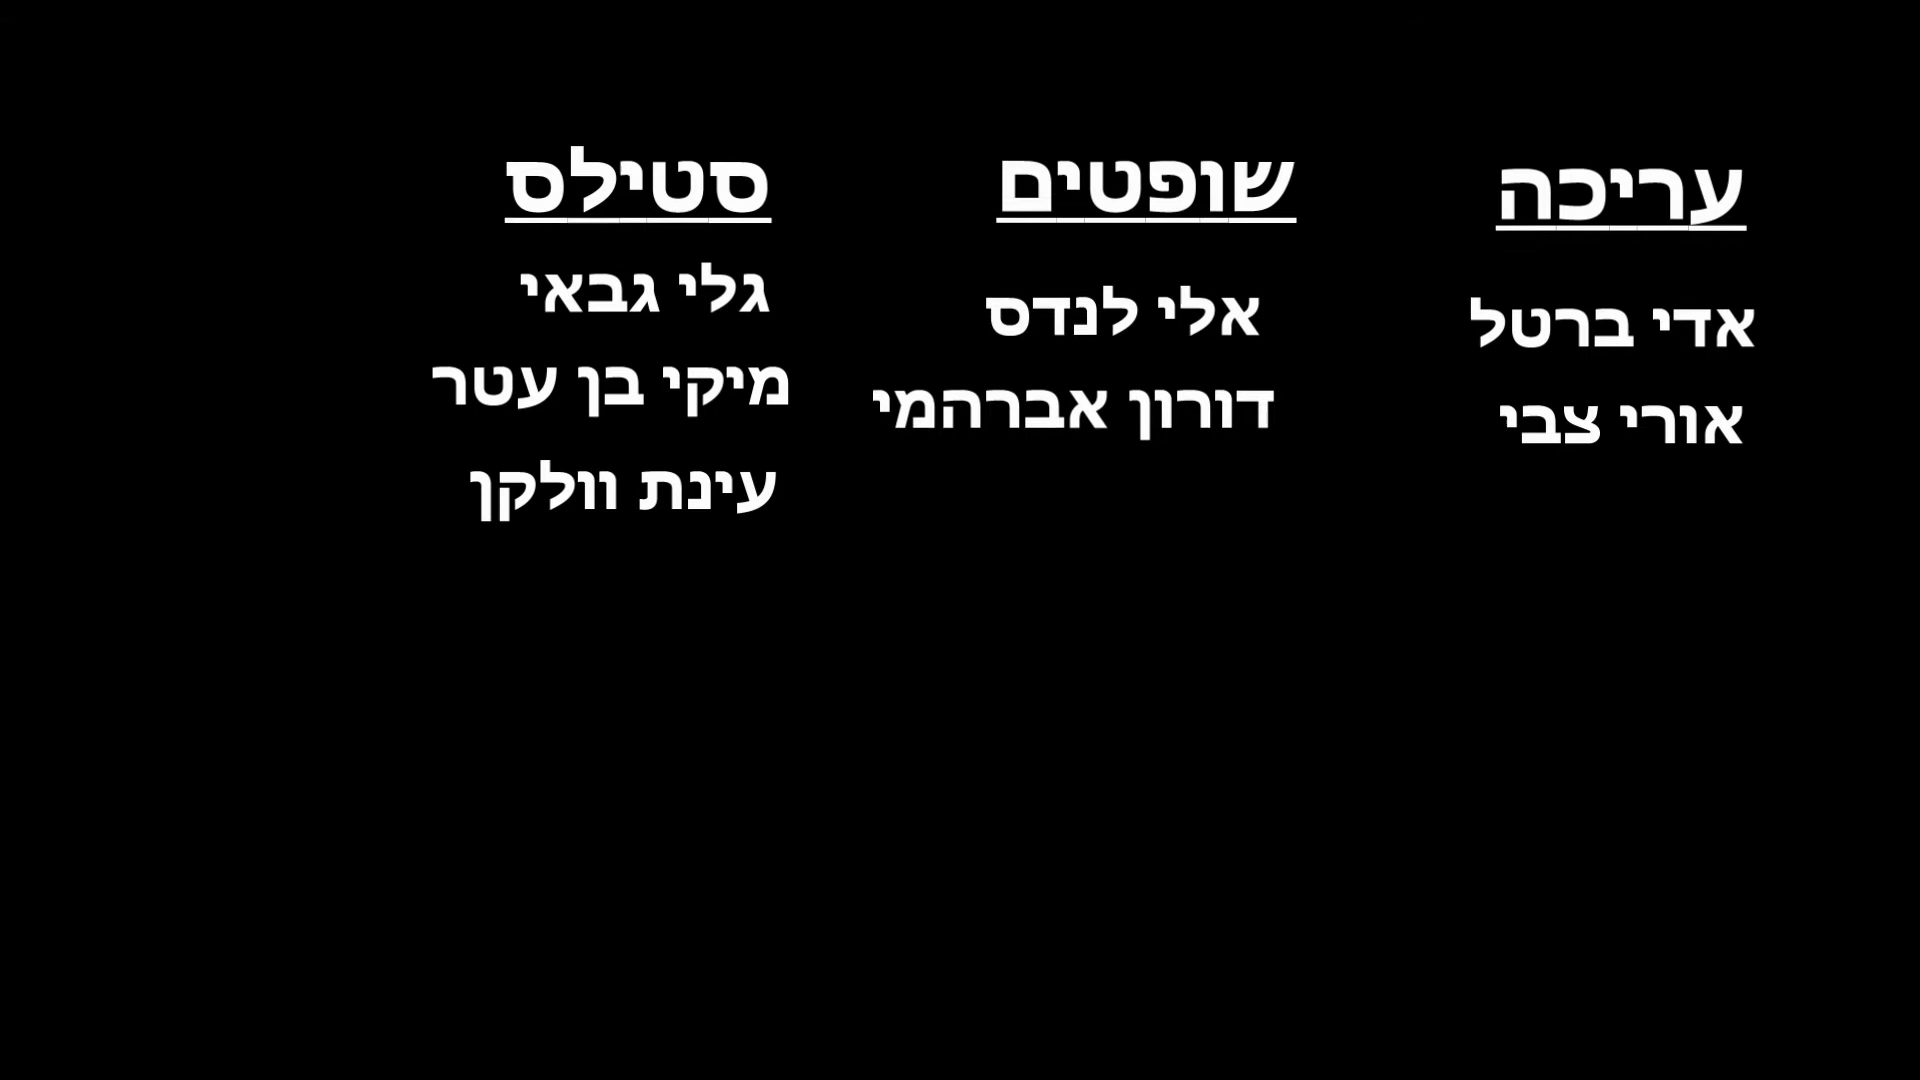 עריכה
אדי ברטל
אורי צבי
שופטים
אלי לנדס
דורון אברהמי
סטילס
גלי גבאי
מיקי בן עטר
עינת וולקן